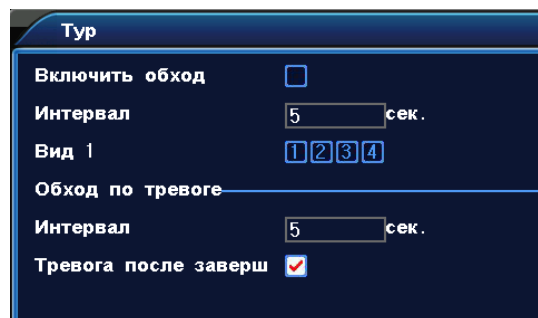 Тур
Включить обход
Интервал 5 сек.
Вид 1 1 2 3 4
Обход по тревоге
Интервал 5 сек.
Тревога после заверш